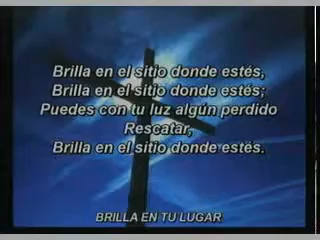 Brilla en el sitio donde estés,
Brilla en el sitio donde estés;
Puedes con tu luz algún perdido
Rescatar,
Brilla en el sitio donde estés.
BRILLA EN TU LUGAR